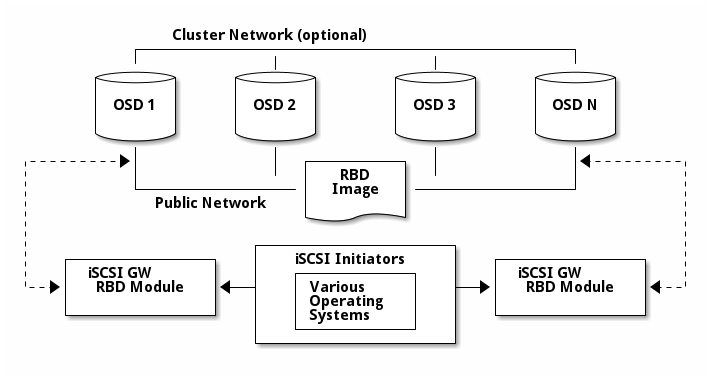 Cluster Network (optional)
OSD 1
OSD 2
OSD 3
OSD N
RBD
Image
Public Network
iSCSI Initiators
iSCSI GW
RBD Module
Various
Operating
Systems
iSCSI GW
RBD Module